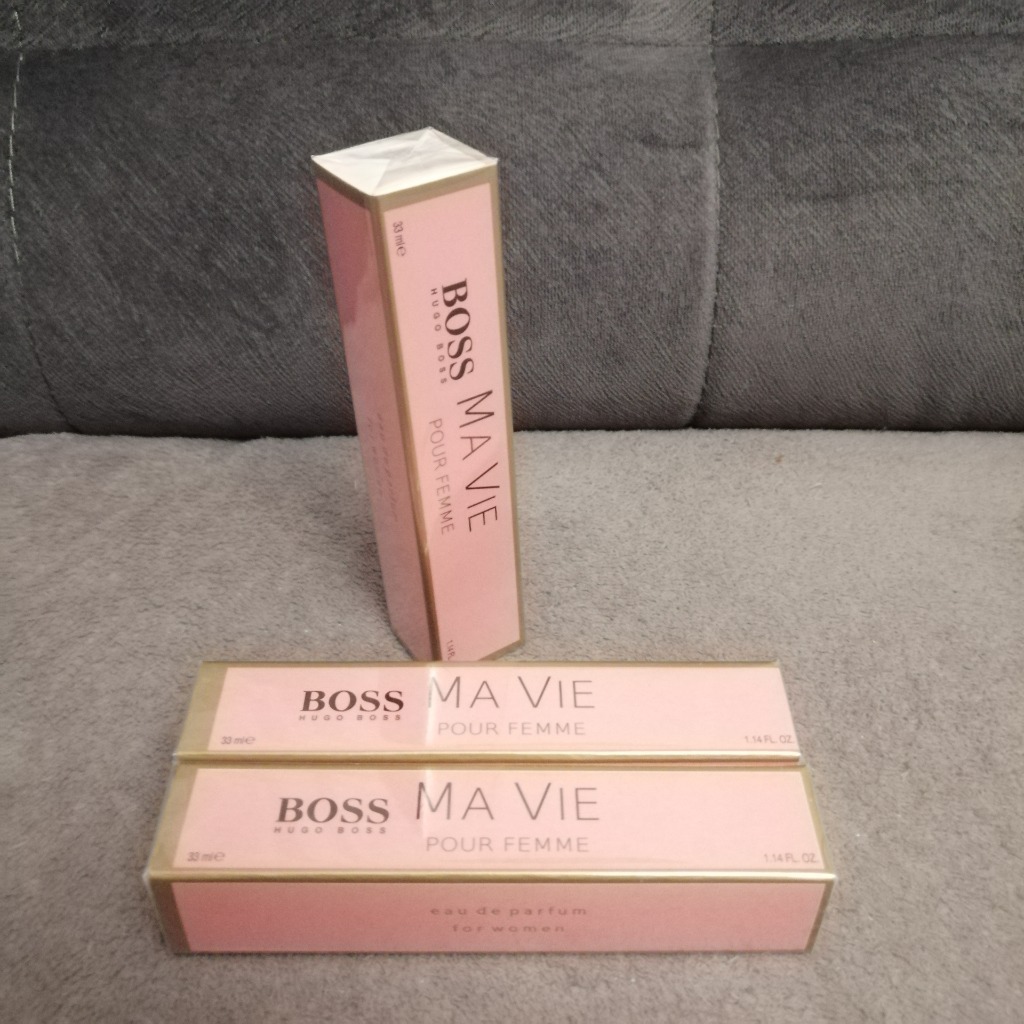 33 ml e
BOSS
HUGO BOSS
MA VIE
POUR FEMME
BOSS
HUGO BOSS
MA VIE
POUR FEMME
33 ml e
1.14 FL. OZ.
BOSS
HUGO BOSS
MA VIE
POUR FEMME
33 ml e
1.14 FL. OZ.
eau de parfum
for women